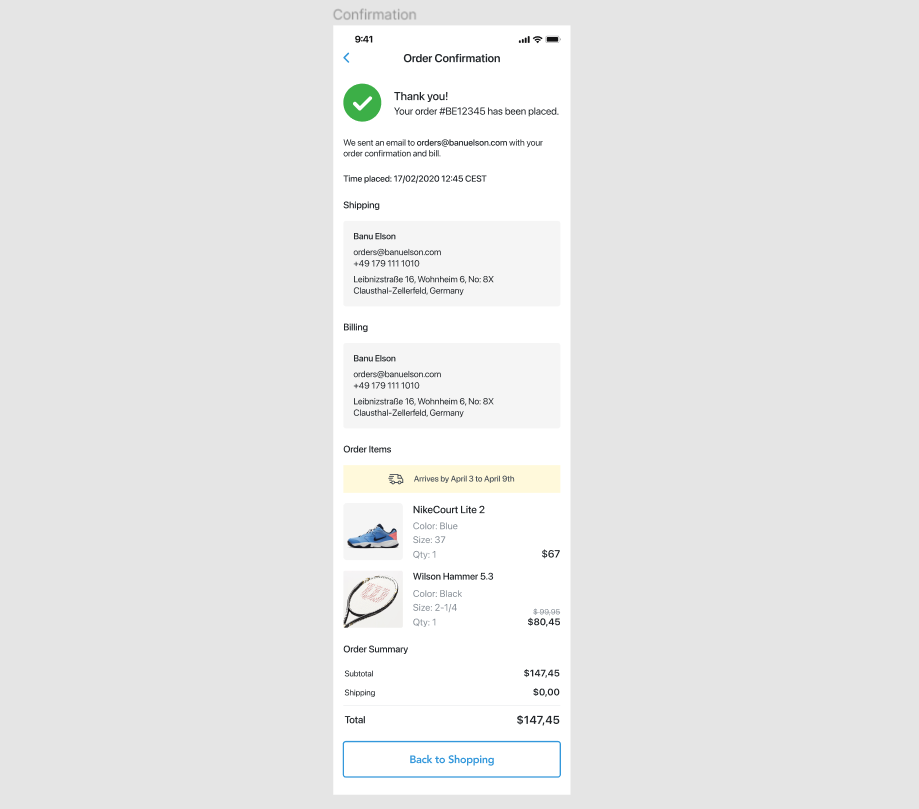 Confirmation
9:41
Order Confirmation
Thank you!
Your order #BE12345 has been placed.
We sent an email to orders@banuelson.com with your
order confirmation and bill.
Time placed: 17/02/2020 12:45 CEST
Shipping
Banu Elson
orders@banuelson.com
+49 179 111 1010
Leibnizstraße 16, Wohnheim 6, No: 8X
Clausthal-Zellerfeld, Germany
Billing
Banu Elson
orders@banuelson.com
+49 179 111 1010
Leibnizstraße 16, Wohnheim 6, No: 8X
Clausthal-Zellerfeld, Germany
Order Items
Arrives by April 3 to April 9th
NikeCourt Lite 2
Color: Blue
Size: 37
Qty: 1 $67
Wilson Hammer 5.3
Color: Black
Size: 2-1/4
$ 99,95
Qty: 1 $80,45
Order Summary
Subtotal $147,45
Shipping $0,00
Total $147,45
Back to Shopping